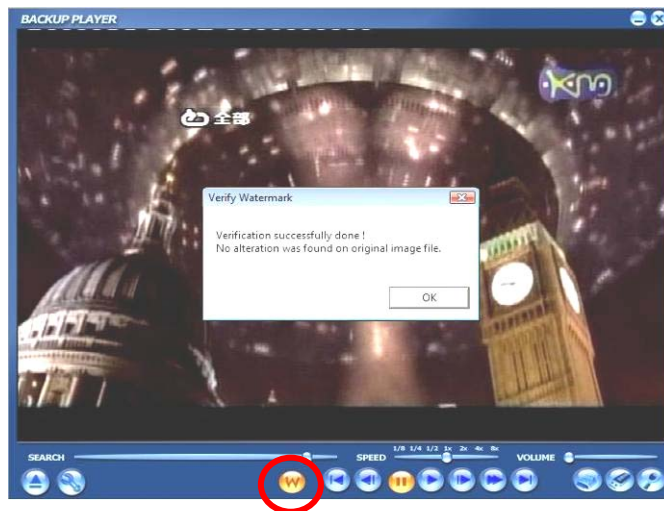 BACKUP PLAYER
全部
Verify Watermark
Verification successfully done !
No alteration was found on original image file.
OK
SEARCH
SPEED
1/8 1/4 1/2 1x 2x 4x 8x
VOLUME
W